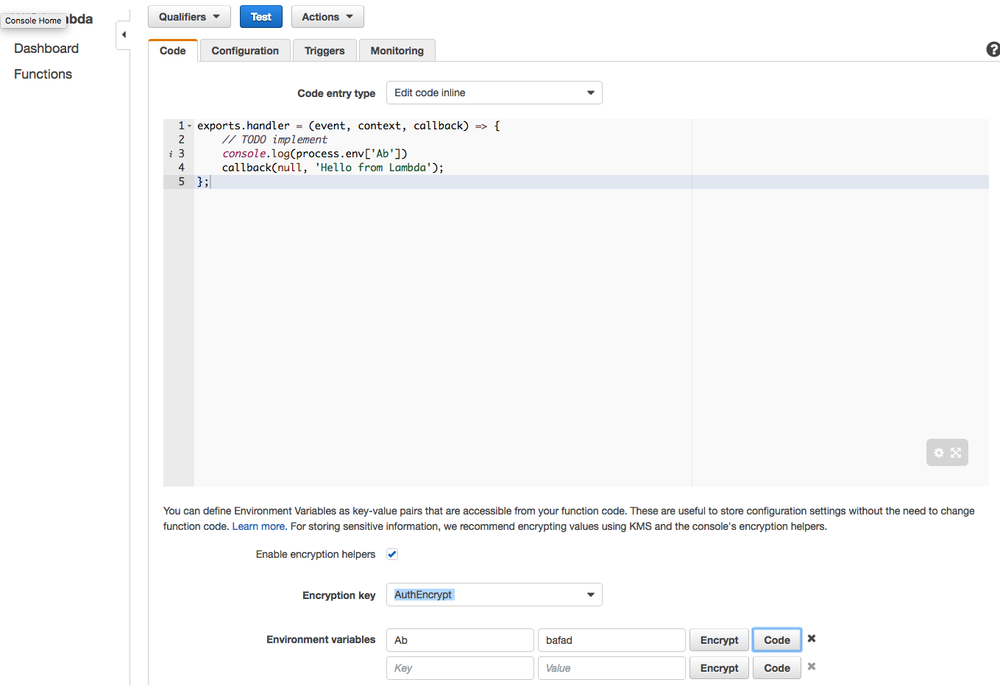 Console Home
bda
Dashboard
Functions
Qualifiers
Test
Actions
Code
Configuration
Triggers
Monitoring
?
Code entry type
Edit code inline
1 exports.handler = (event, context, callback) => {
2 // TODO implement
i 3 console.log(process.env['Ab'])
4 callback(null, 'Hello from Lambda');
5 };
You can define Environment Variables as key-value pairs that are accessible from your function code. These are useful to store configuration settings without the need to change
function code. Learn more. For storing sensitive information, we recommend encrypting values using KMS and the console's encryption helpers.
Enable encryption helpers
Encryption key
AuthEncrypt
Environment variables
Ab
bafad
Encrypt
Code
Key
Value
Encrypt
Code